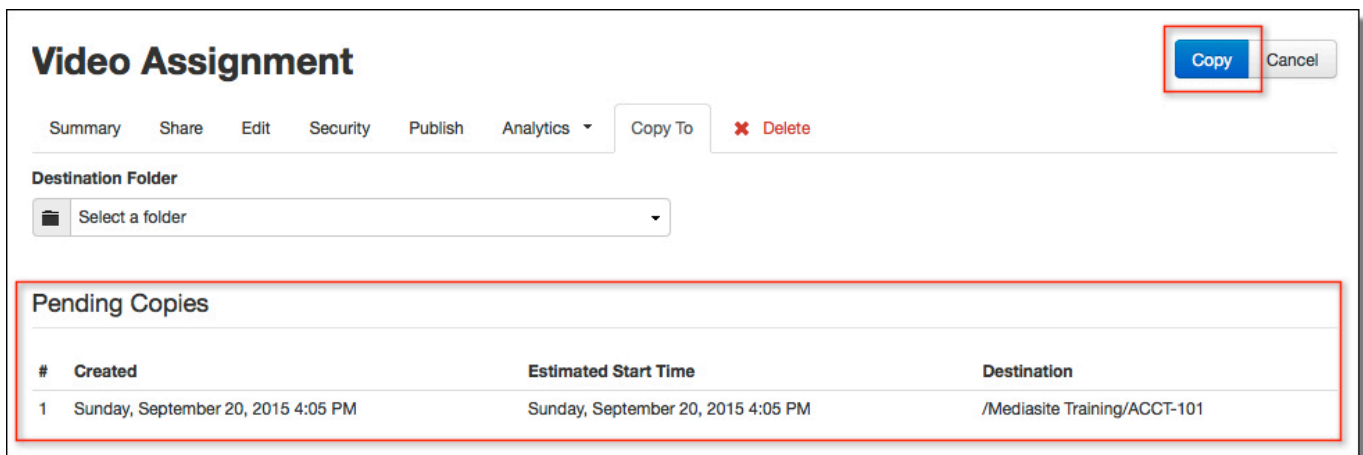 Video Assignment
Copy Cancel
Summary Share Edit Security Publish Analytics Copy To Delete
Destination Folder
Select a folder
Pending Copies
# Created Estimated Start Time Destination
1 Sunday, September 20, 2015 4:05 PM Sunday, September 20, 2015 4:05 PM /Mediasite Training/ACCT-101